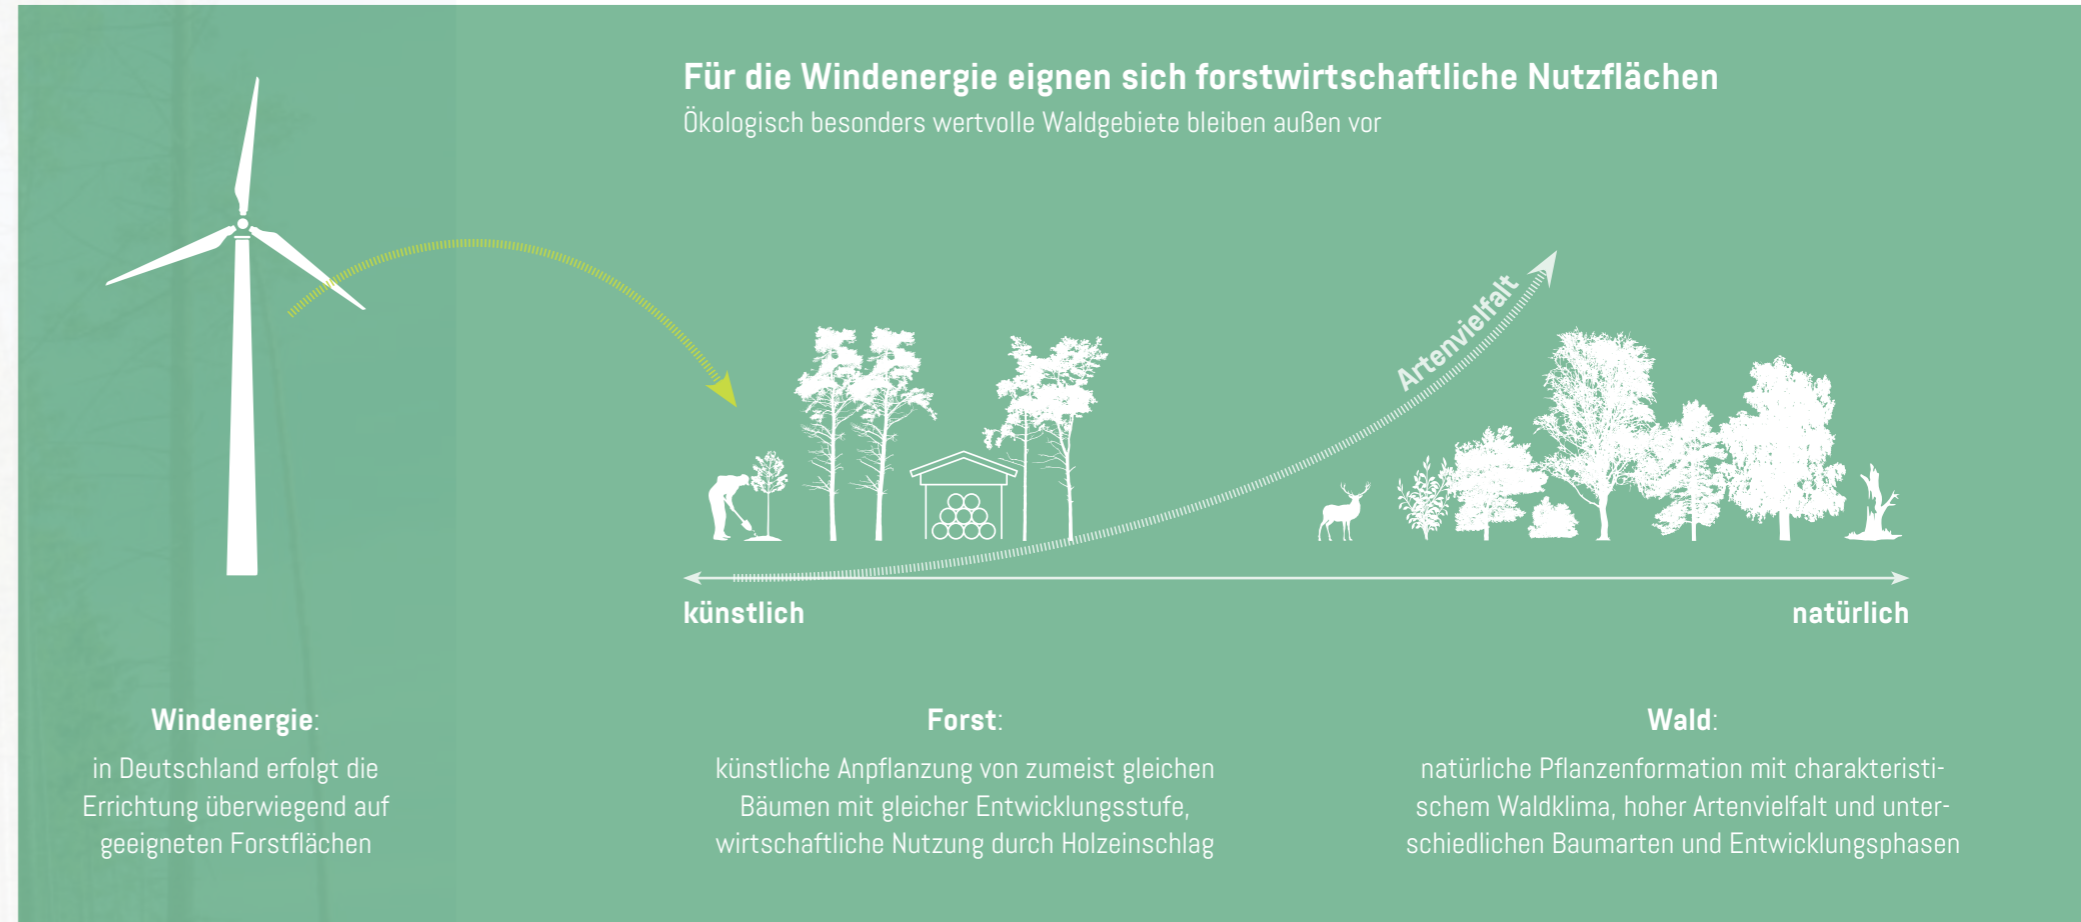 Für die Windenergie eignen sich forstwirtschaftliche Nutzflächen
Ökologisch besonders wertvolle Waldgebiete bleiben außen vor
Artenvielfalt
künstlich
natürlich
Windenergie:
in Deutschland erfolgt die
Errichtung überwiegend auf
geeigneten Forstflächen
Forst:
künstliche Anpflanzung von zumeist gleichen
Bäumen mit gleicher Entwicklungsstufe,
wirtschaftliche Nutzung durch Holzeinschlag
Wald:
natürliche Pflanzenformation mit charakteristi-
schem Waldklima, hoher Artenvielfalt und unter-
schiedlichen Baumarten und Entwicklungsphasen